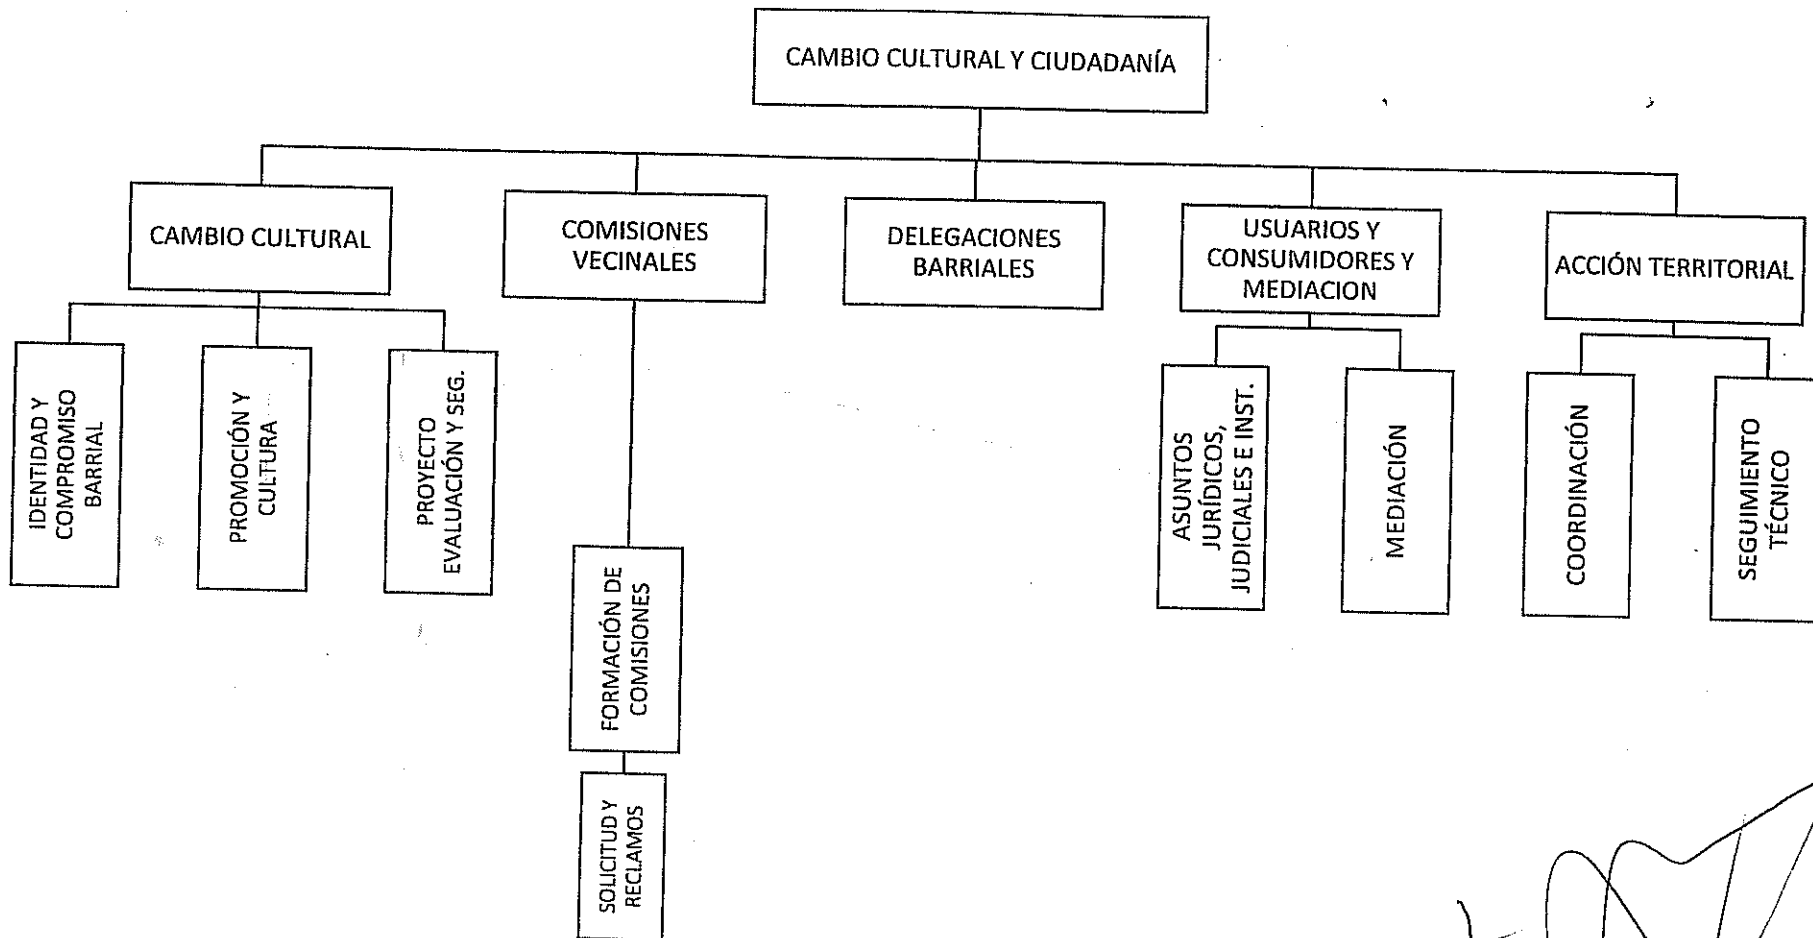 CAMBIO CULTURAL Y CIUDADANÍA
CAMBIO CULTURAL
COMISIONES
VECINALES
DELEGACIONES
BARRIALES
USUARIOS Y
CONSUMIDORES Y
MEDIACION
ACCIÓN TERRITORIAL
IDENTIDAD Y
COMPROMISO
BARRIAL
PROMOCIÓN Y
CULTURA
PROYECTO
EVALUACIÓN Y SEG.
ASUNTOS
JURÍDICOS,
JUDICIALES E INST.
MEDIACIÓN
COORDINACIÓN
SEGUIMIENTO
TÉCNICO
FORMACIÓN DE
COMISIONES
SOLICITUD Y
RECLAMOS